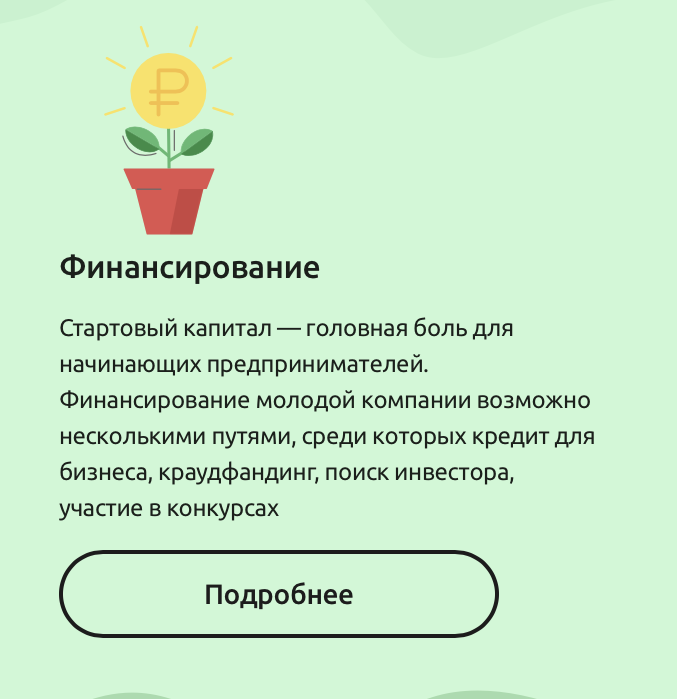 ₽
Финансирование
Стартовый капитал — головная боль для
начинающих предпринимателей.
Финансирование молодой компании возможно
несколькими путями, среди которых кредит для
бизнеса, краудфандинг, поиск инвестора,
участие в конкурсах
Подробнее